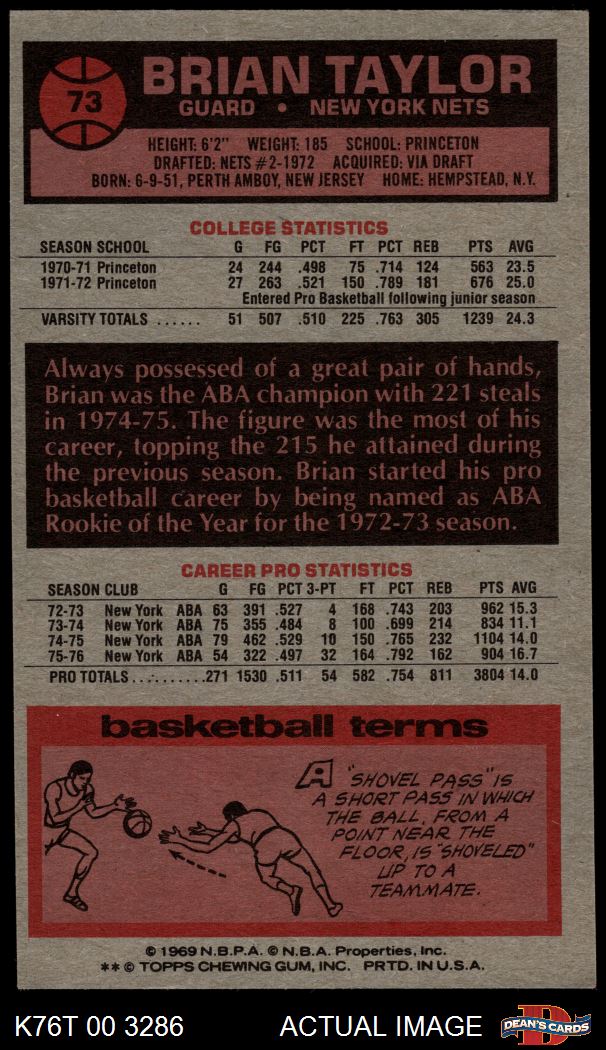 73
BRIAN TAYLOR
GUARD • NEW YORK NETS
HEIGHT: 6'2" WEIGHT: 185 SCHOOL: PRINCETON
DRAFTED: NETS #2-1972 ACQUIRED: VIA DRAFT
BORN: 6-9-51, PERTH AMBOY, NEW JERSEY HOME: HEMPSTEAD, N.Y.
COLLEGE STATISTICS
SEASON SCHOOL G FG PCT FT PCT REB PTS AVG
1970-71 Princeton 24 244 .498 75 .714 124 563 23.5
1971-72 Princeton 27 263 .521 150 .789 181 676 25.0
Entered Pro Basketball following junior season
VARSITY TOTALS ...... 51 507 .510 225 .763 305 1239 24.3
Always possessed of a great pair of hands,
Brian was the ABA champion with 221 steals
in 1974-75. The figure was the most of his
career, topping the 215 he attained during
the previous season. Brian started his pro
basketball career by being named as ABA
Rookie of the Year for the 1972-73 season.
CAREER PRO STATISTICS
SEASON CLUB G FG PCT 3-PT FT PCT REB PTS AVG
72-73 New York ABA 63 391 .527 4 168 .743 203 962 15.3
73-74 New York ABA 75 355 .484 8 100 .699 214 834 11.1
74-75 New York ABA 79 462 .529 10 150 .765 232 1104 14.0
75-76 New York ABA 54 322 .497 32 164 .792 162 904 16.7
PRO TOTALS..........271 1530 .511 54 582 .754 811 3804 14.0
basketball terms
A "SHOVEL PASS" IS
A SHORT PASS IN WHICH
THE BALL, FROM A
POINT NEAR THE
FLOOR, IS "SHOVELED"
UP TO A
TEAMMATE.
© 1969 N.B.P.A. © N.B.A. Properties, Inc.
** © TOPPS CHEWING GUM, INC. PRTD. IN U.S.A.
K76T 00 3286 ACTUAL IMAGE D DEAN'S CARDS